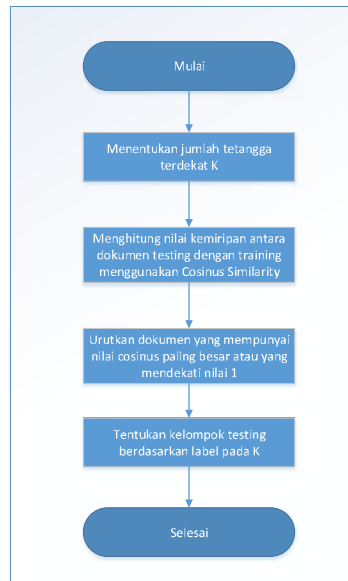 Mulai
Menentukan jumlah tetangga
terdekat K
Menghitung nilai kemiripan antara
dokumen testing dengan training
menggunakan Cosinus Similarity
Urutkan dokumen yang mempunyai
nilai cosinus paling besar atau yang
mendekati nilai 1
Tentukan kelompok testing
berdasarkan label pada K
Selesai